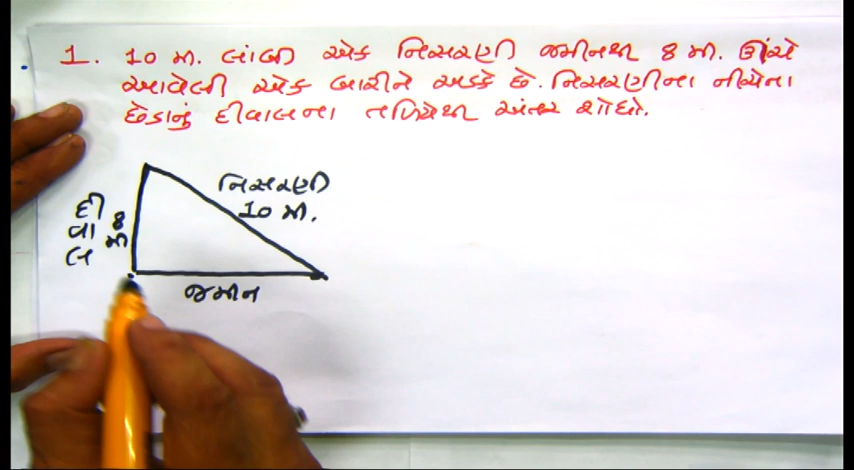 1. 10 મી. લાંબી એક નિસરણી જમીનથી 8 મી. ઊંચે
આવેલી એક બારીને અડકે છે. નિસરણીના નીચેના
છેડાનું દીવાલના તળિયેથી અંતર શોધો.
નિસરણી
10 મી.
દીવાલ
8 મી
જમીન